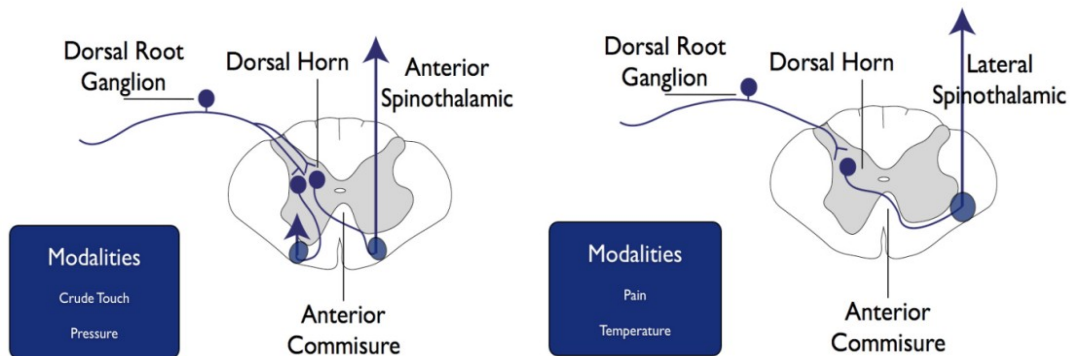 Dorsal Root
Ganglion
Dorsal Horn
Anterior
Spinothalamic
Modalities
Crude Touch
Pressure
Anterior
Commisure
Dorsal Root
Ganglion
Dorsal Horn
Lateral
Spinothalamic
Modalities
Pain
Temperature
Anterior
Commisure